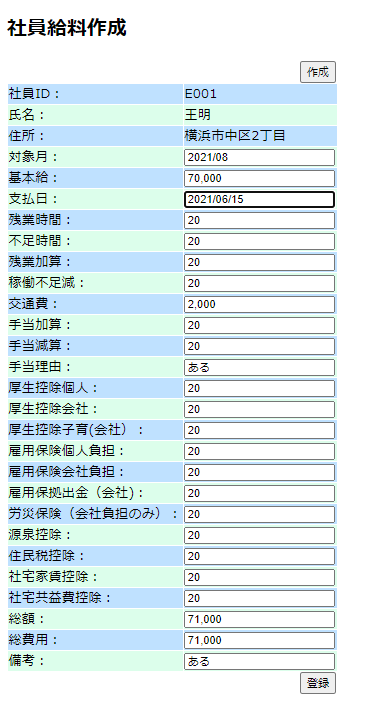 社員給料作成
作成
社員ID： E001
氏名： 王明
住所： 横浜市中区2丁目
対象月： 2021/08
基本給： 70,000
支払日： 2021/06/15
残業時間： 20
不足時間： 20
残業加算： 20
稼働不足減： 20
交通費： 2,000
手当加算： 20
手当減算： 20
手当理由： ある
厚生控除個人： 20
厚生控除会社： 20
厚生控除子育(会社）： 20
雇用保険個人負担： 20
雇用保険会社負担： 20
雇用保拠出金（会社)： 20
労災保険（会社負担のみ）： 20
源泉控除： 20
住民税控除： 20
社宅家賃控除： 20
社宅共益費控除： 20
総額： 71,000
総費用： 71,000
備考： ある
登録